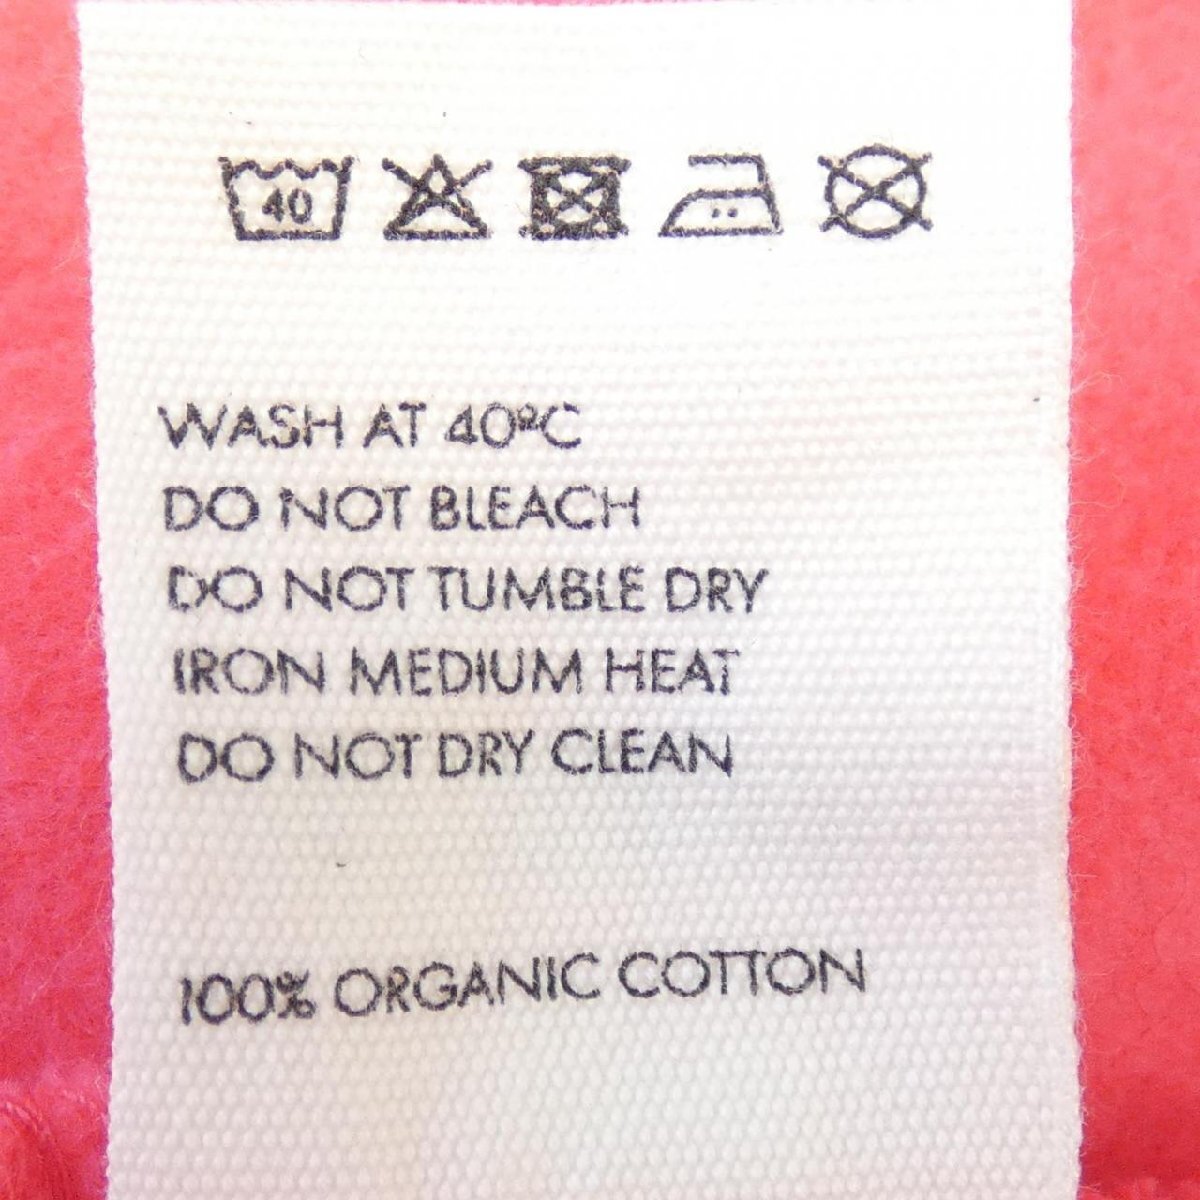 40
WASH AT 40ºC
DO NOT BLEACH
DO NOT TUMBLE DRY
IRON MEDIUM HEAT
DO NOT DRY CLEAN
100% ORGANIC COTTON